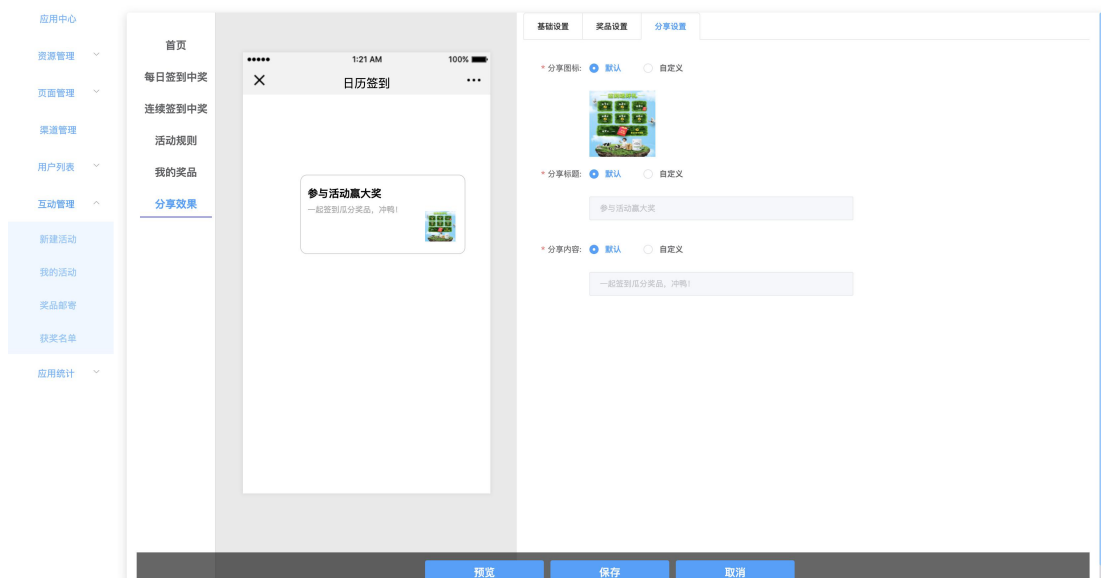 应用中心
资源管理
页面管理
渠道管理
用户列表
互动管理
新建活动
我的活动
奖品邮寄
获奖名单
应用统计
首页
每日签到中奖
连续签到中奖
活动规则
我的奖品
分享效果
1:21 AM
100%
日历签到
参与活动赢大奖
一起签到瓜分奖品，冲鸭！
基础设置 奖品设置 分享设置
* 分享图标: 默认 自定义
* 分享标题: 默认 自定义
参与活动赢大奖
* 分享内容: 默认 自定义
一起签到瓜分奖品，冲鸭！
预览 保存 取消